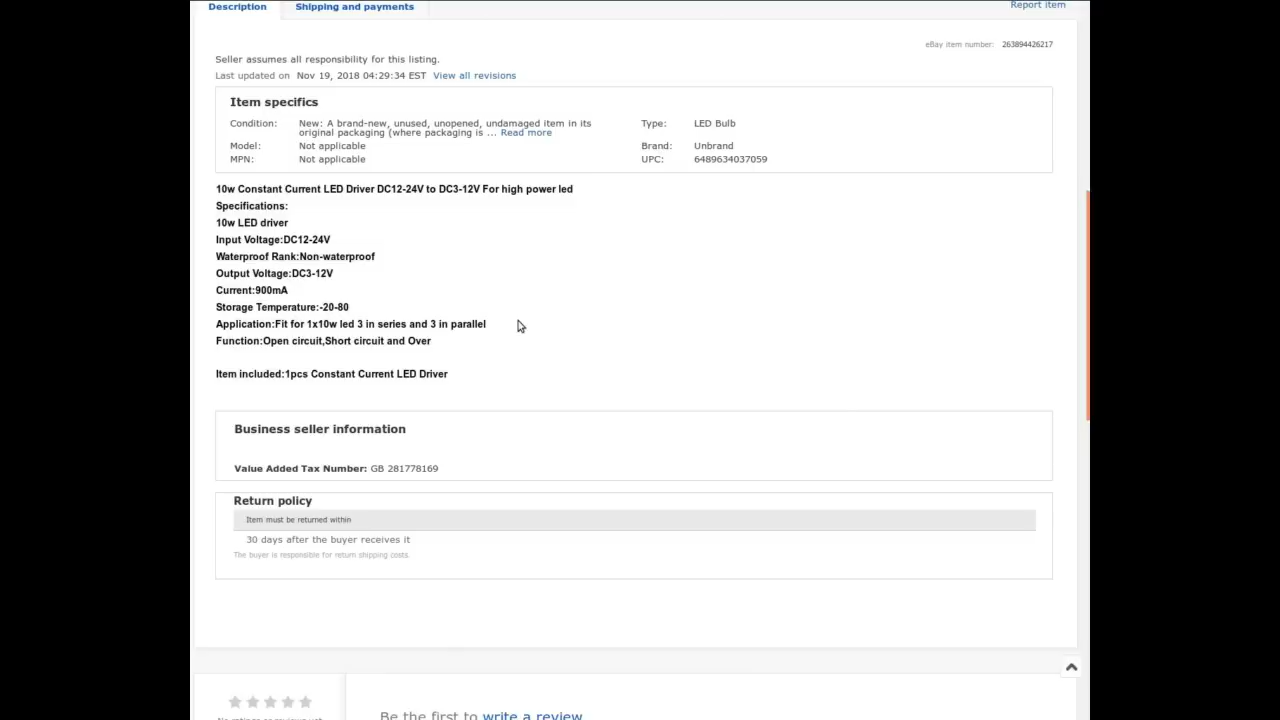 Description Shipping and payments Report item
eBay item number: 263894426217
Seller assumes all responsibility for this listing.
Last updated on Nov 19, 2018 04:29:34 EST View all revisions
Item specifics
Condition: New: A brand-new, unused, unopened, undamaged item in its original packaging (where packaging is ... Read more
Type: LED Bulb
Model: Not applicable
Brand: Unbrand
MPN: Not applicable
UPC: 6489634037059
10w Constant Current LED Driver DC12-24V to DC3-12V For high power led
Specifications:
10w LED driver
Input Voltage:DC12-24V
Waterproof Rank:Non-waterproof
Output Voltage:DC3-12V
Current:900mA
Storage Temperature:-20-80
Application:Fit for 1x10w led 3 in series and 3 in parallel
Function:Open circuit,Short circuit and Over
Item included:1pcs Constant Current LED Driver
Business seller information
Value Added Tax Number: GB 281778169
Return policy
Item must be returned within
30 days after the buyer receives it
The buyer is responsible for return shipping costs.
No ratings or reviews yet
Be the first to write a review